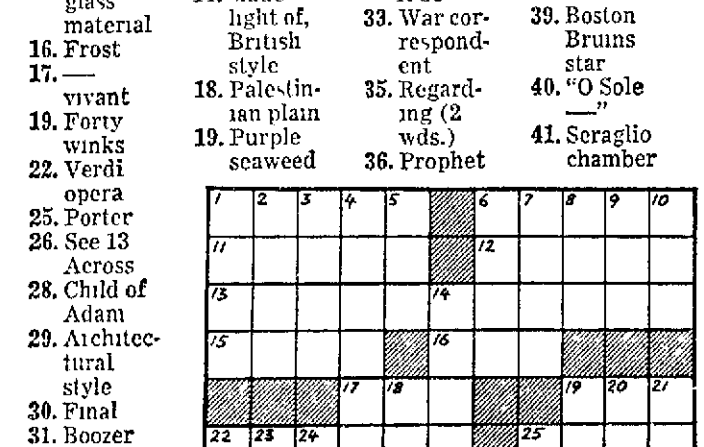 glass
material
16. Frost
17. —
vivant
19. Forty
winks
22. Verdi
opera
25. Porter
26. See 13
Across
28. Child of
Adam
29. Architec-
tural
style
30. Final
31. Boozer
light of,
British
style
18. Palestin-
ian plain
19. Purple
seaweed
33. War cor-
respond-
ent
35. Regard-
ing (2
wds.)
36. Prophet
39. Boston
Bruins
star
40. “O Sole
—”
41. Seraglio
chamber
1 2 3 4 5 6 7 8 9 10
11 12
13 14
15 16
17 18 19 20 21
22 23 24 25